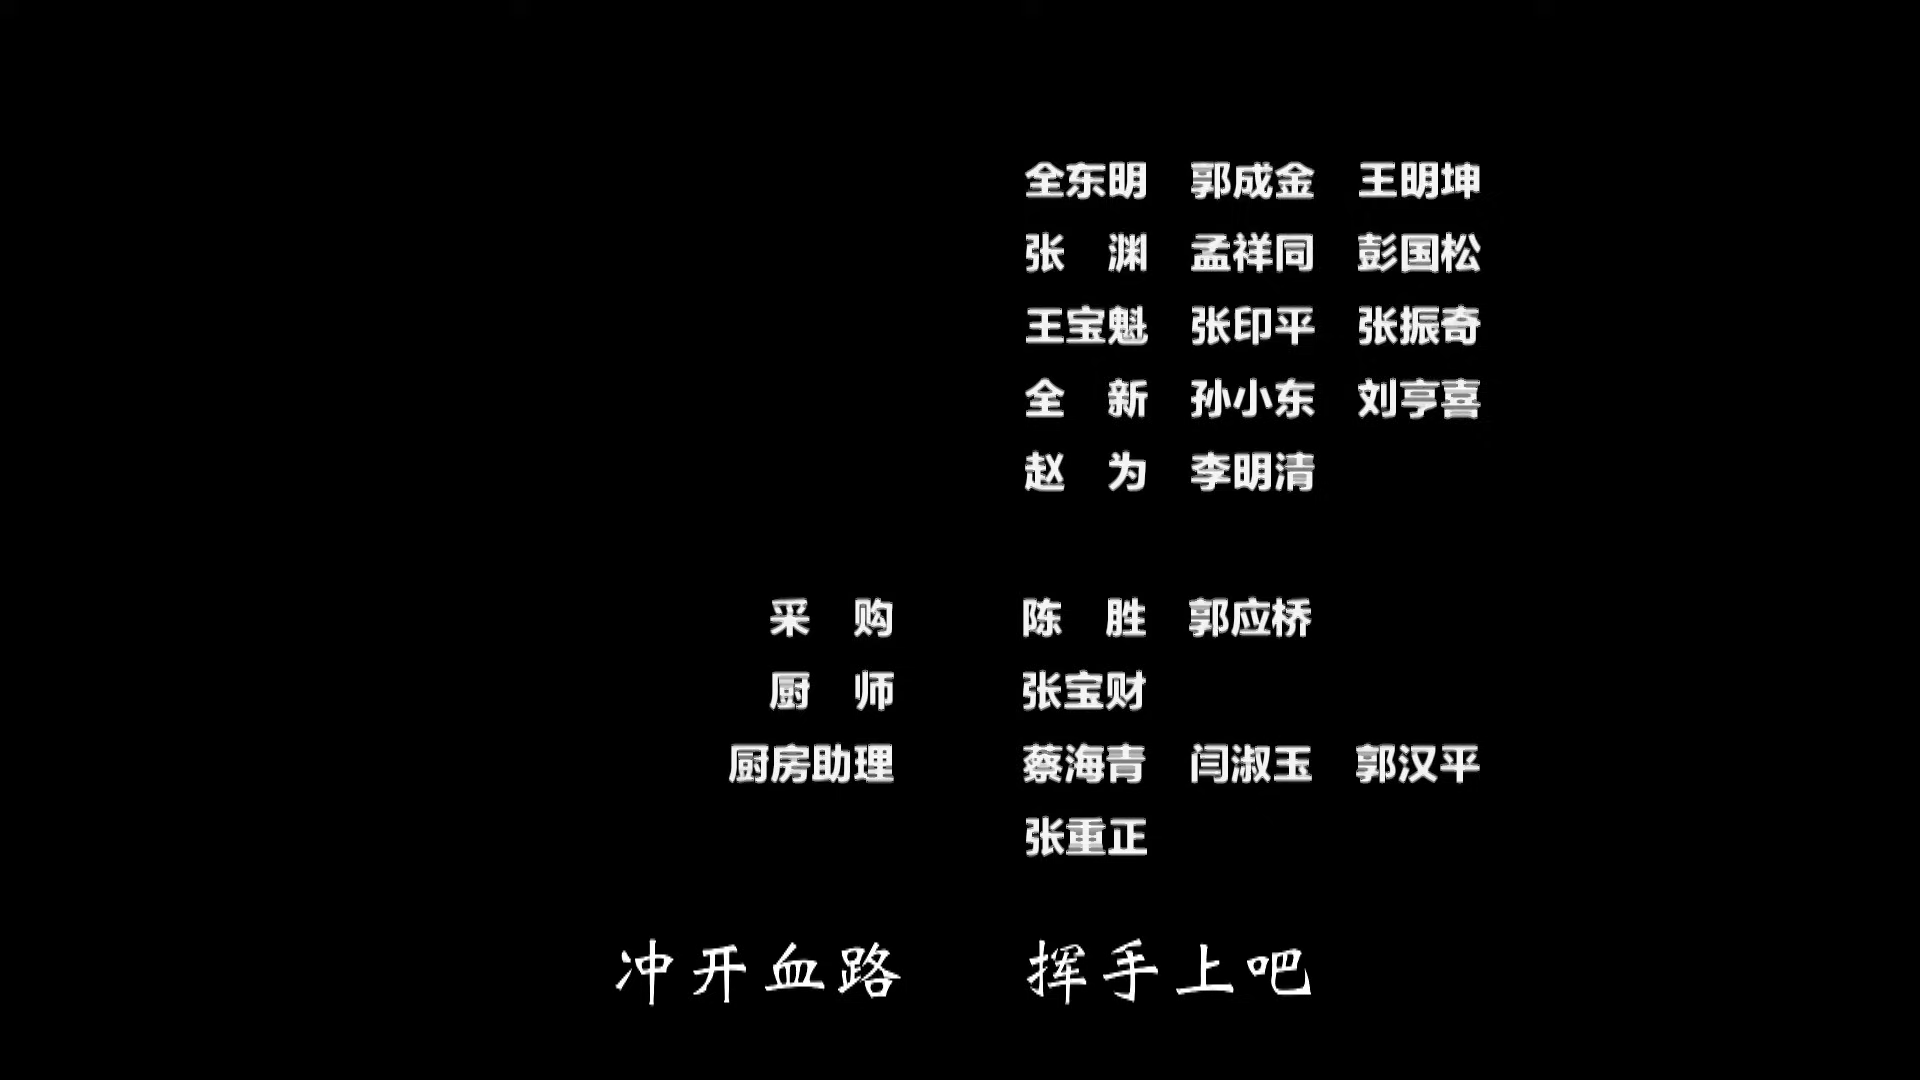 全东明 郭成金 王明坤
张 渊 孟祥同 彭国松
王宝魁 张印平 张振奇
全 新 孙小东 刘亨喜
赵 为 李明清
采 购 陈 胜 郭应桥
厨 师 张宝财
厨房助理 蔡海青 闫淑玉 郭汉平
张重正
冲开血路 挥手上吧